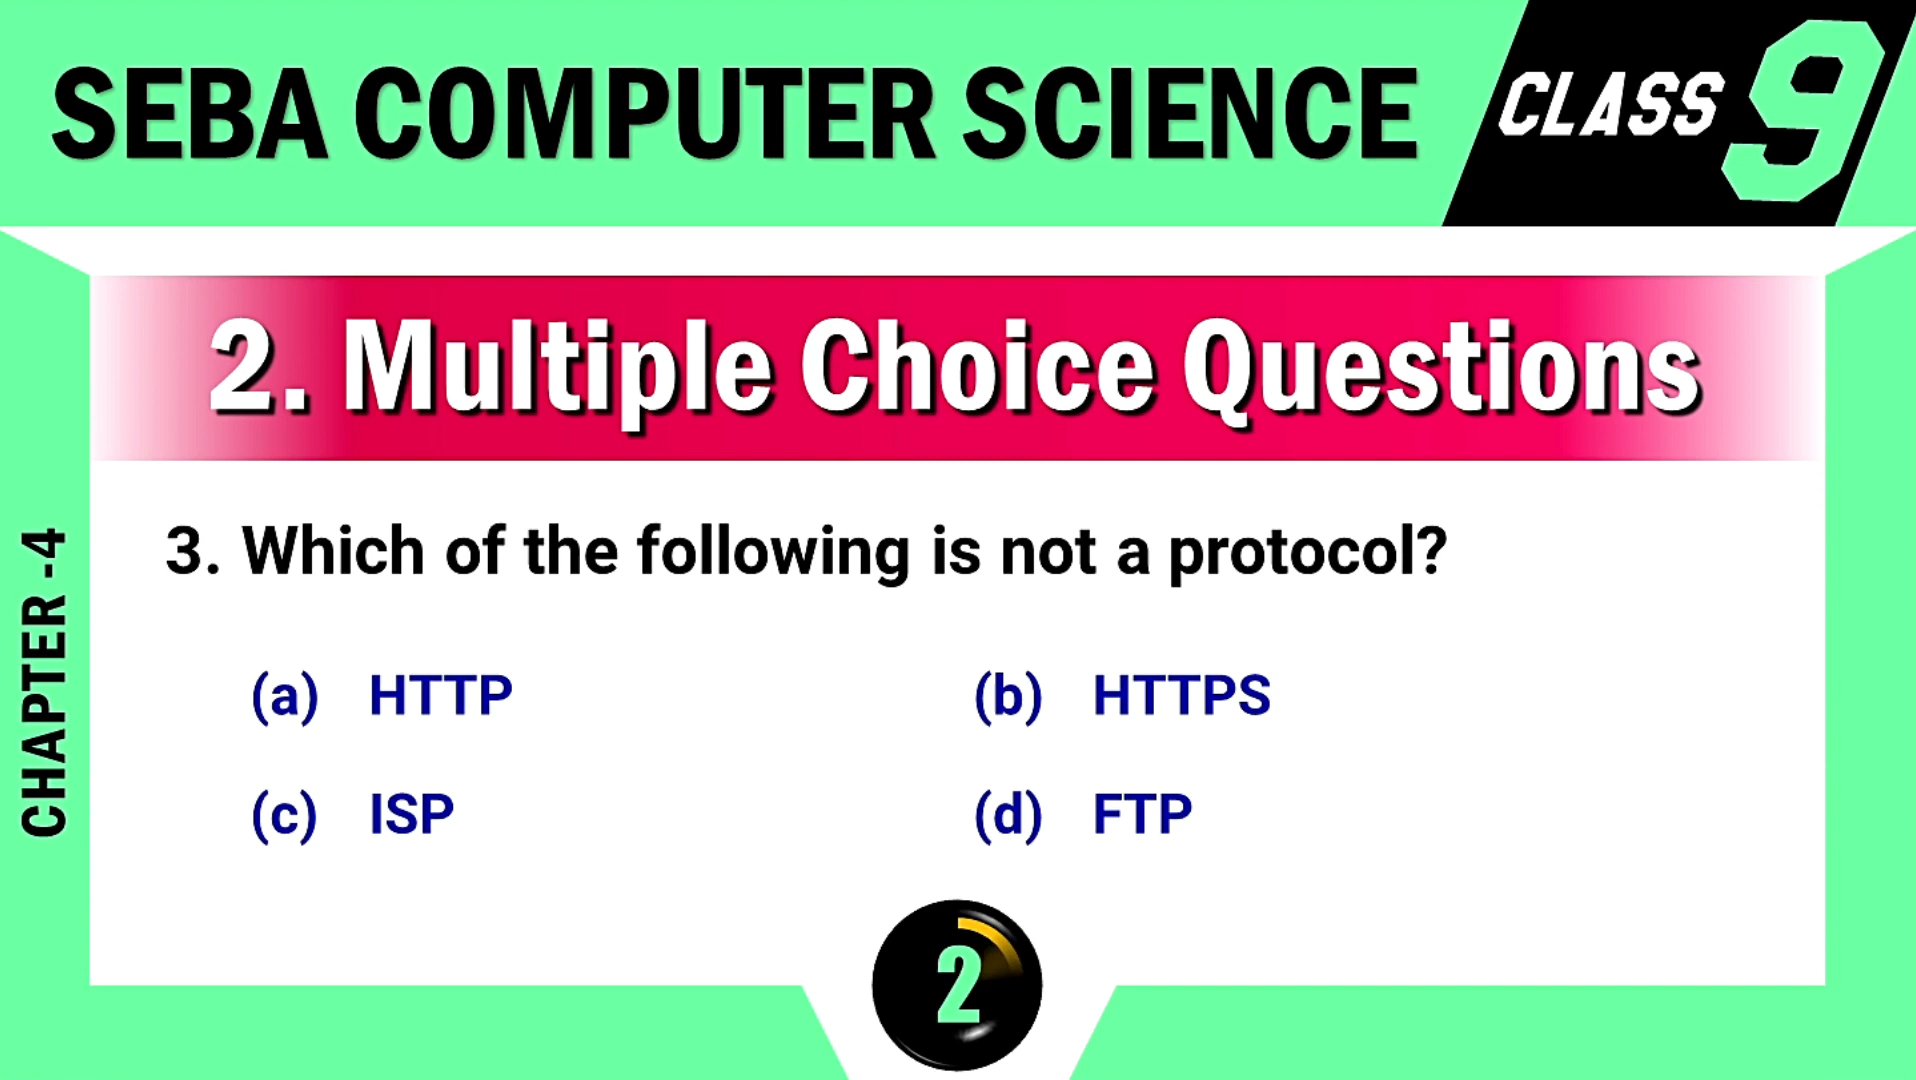 SEBA COMPUTER SCIENCE
CLASS 9
2. Multiple Choice Questions
CHAPTER -4
3. Which of the following is not a protocol?
(a) HTTP
(b) HTTPS
(c) ISP
(d) FTP
2